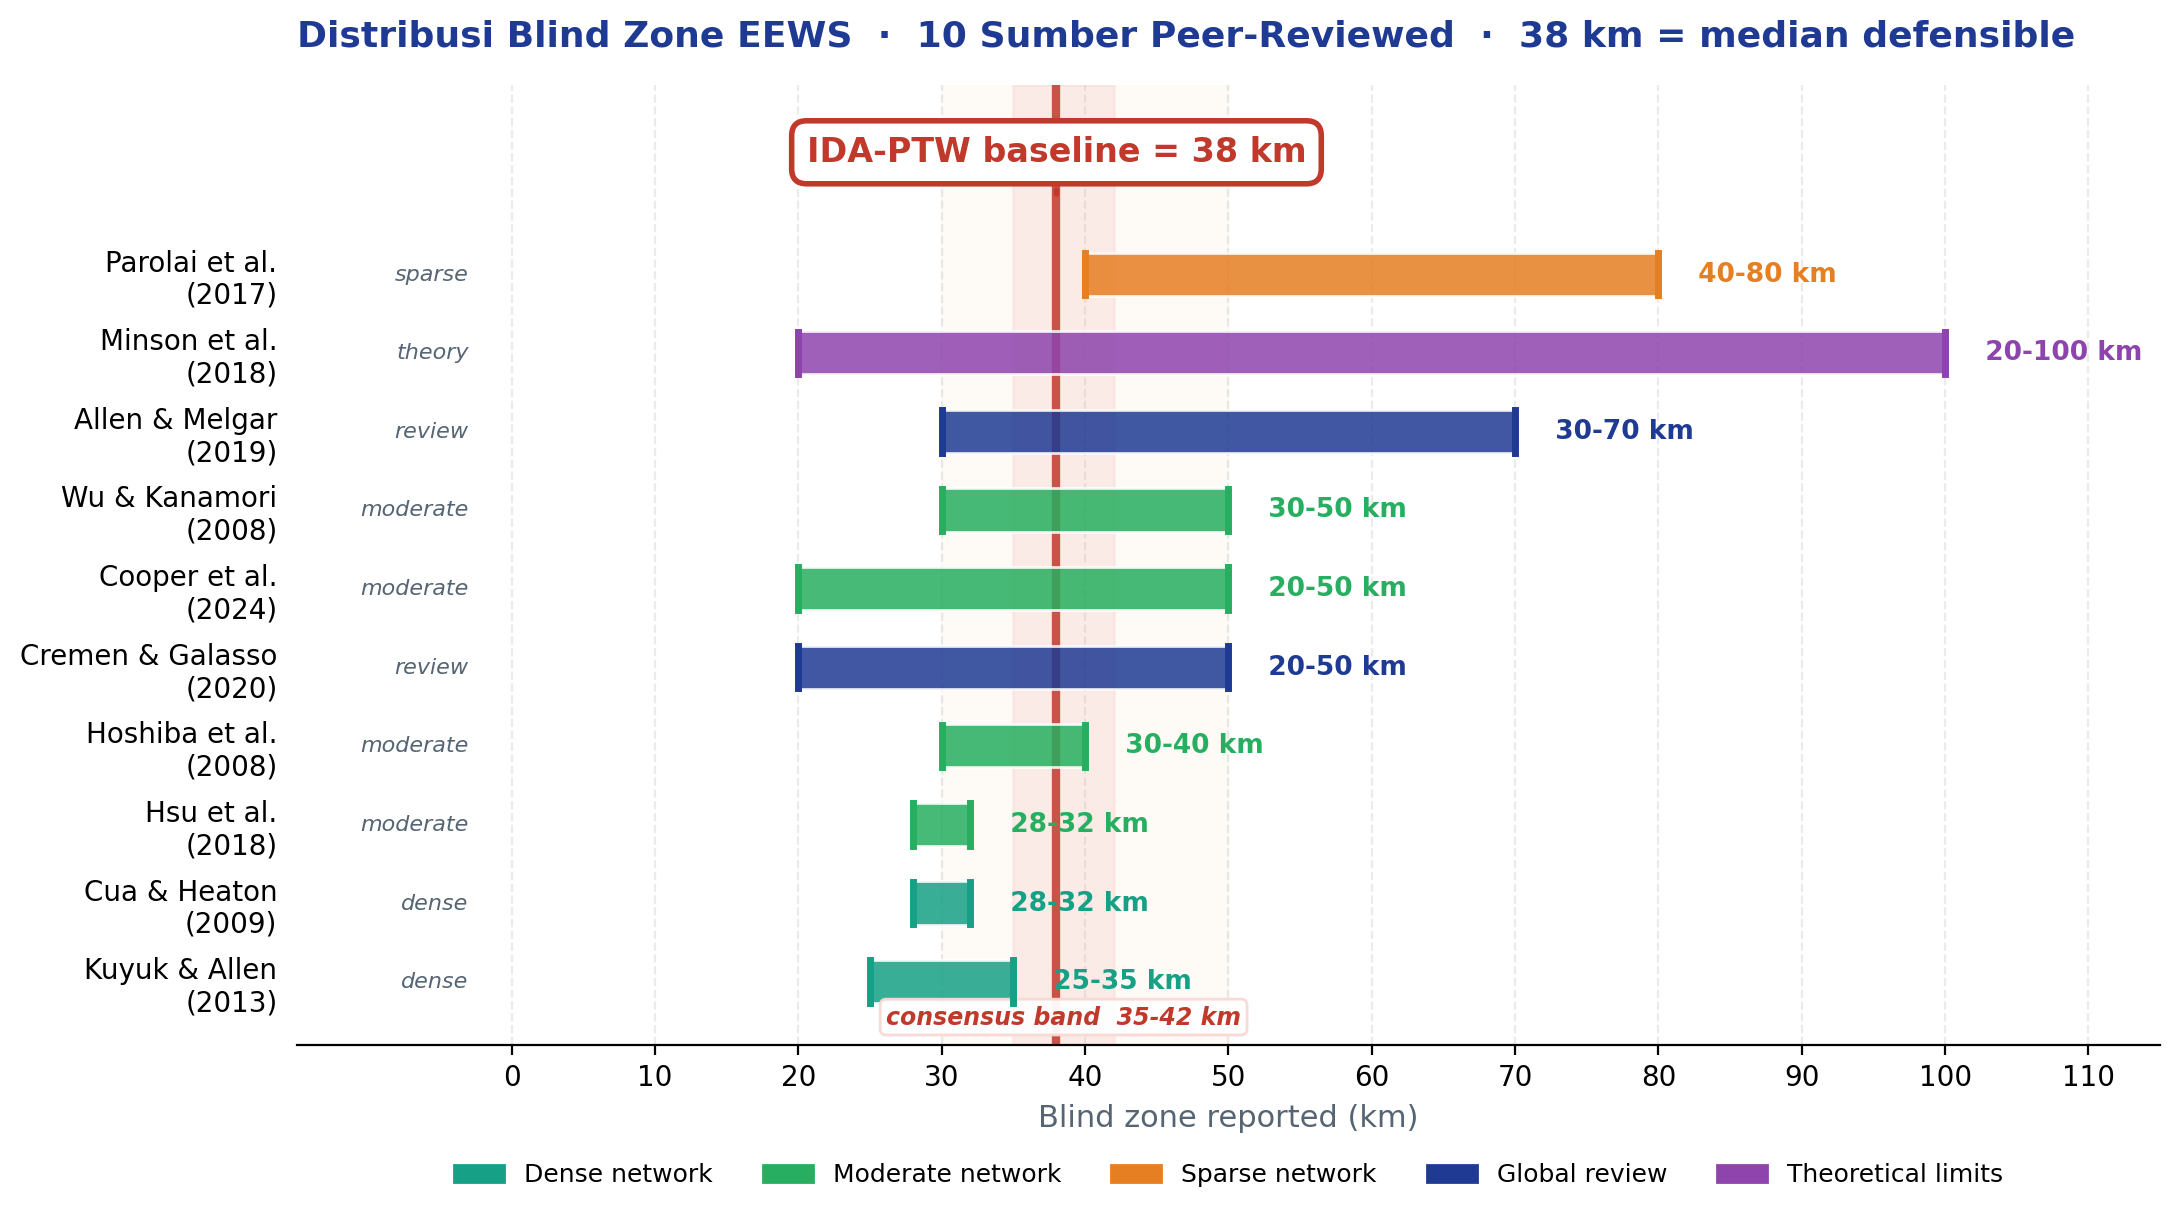 Distribusi Blind Zone EEWS · 10 Sumber Peer-Reviewed · 38 km = median defensible
IDA-PTW baseline = 38 km
Parolai et al.
(2017)
sparse
40-80 km
Minson et al.
(2018)
theory
20-100 km
Allen & Melgar
(2019)
review
30-70 km
Wu & Kanamori
(2008)
moderate
30-50 km
Cooper et al.
(2024)
moderate
20-50 km
Cremen & Galasso
(2020)
review
20-50 km
Hoshiba et al.
(2008)
moderate
30-40 km
Hsu et al.
(2018)
moderate
28-32 km
Cua & Heaton
(2009)
dense
28-32 km
Kuyuk & Allen
(2013)
dense
25-35 km
consensus band 35-42 km
0 10 20 30 40 50 60 70 80 90 100 110
Blind zone reported (km)
Dense network Moderate network Sparse network Global review Theoretical limits